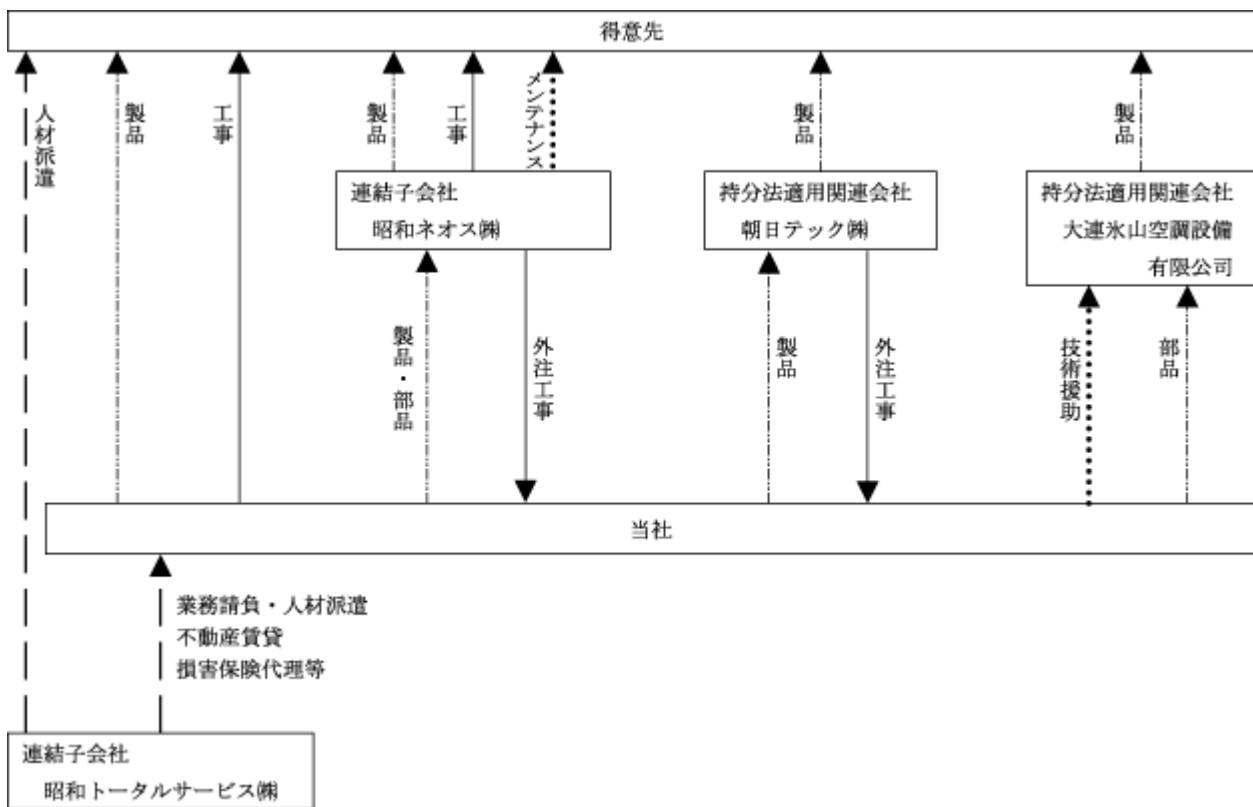 得意先
人材派遣
製品
工事
製品
工事
メンテナンス
製品
製品
連結子会社
昭和ネオス㈱
持分法適用関連会社
朝日テック㈱
持分法適用関連会社
大連氷山空調設備
有限公司
製品・部品
外注工事
製品
外注工事
技術援助
部品
当社
業務請負・人材派遣
不動産賃貸
損害保険代理等
連結子会社
昭和トータルサービス㈱